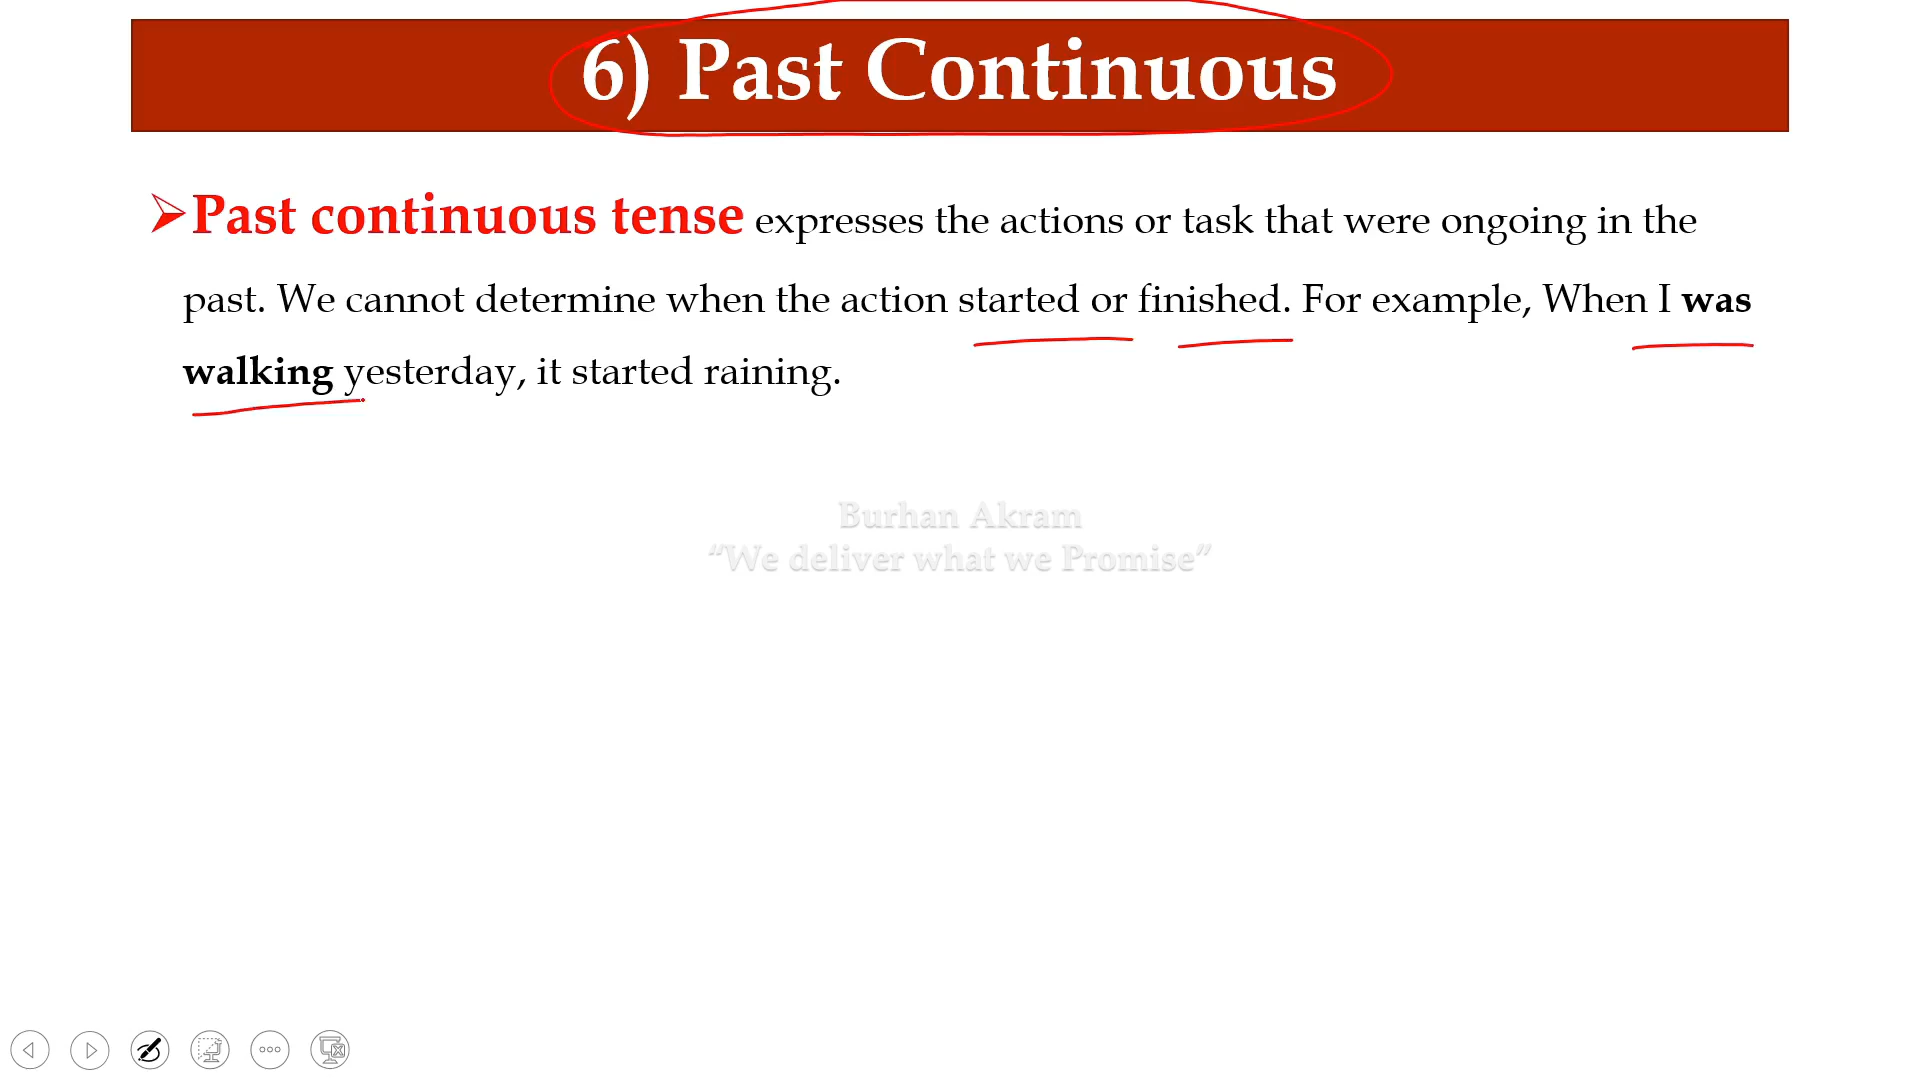 6) Past Continuous
Past continuous tense expresses the actions or task that were ongoing in the
past. We cannot determine when the action started or finished. For example, When I was
walking yesterday, it started raining.
Burhan Akram
“We deliver what we Promise”